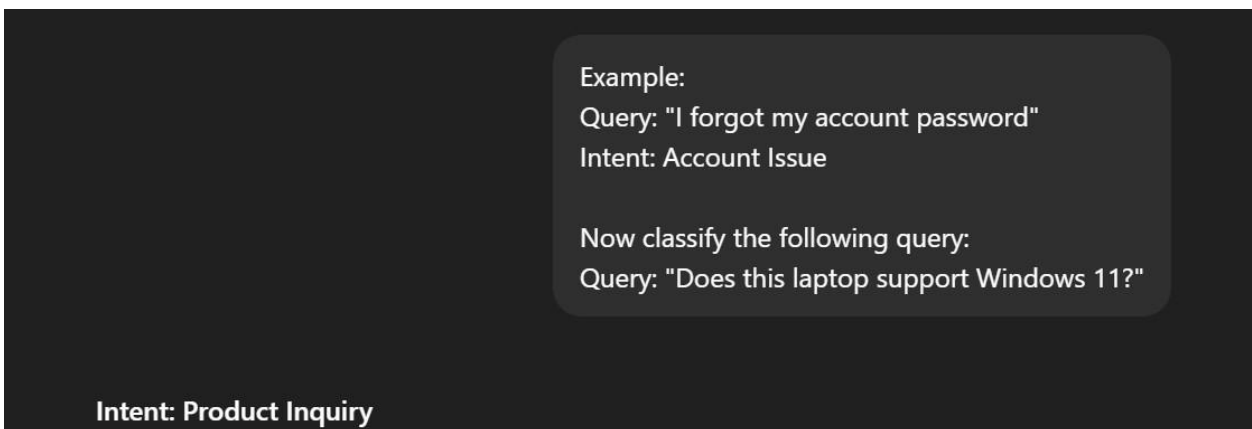 Example:
Query: "I forgot my account password"
Intent: Account Issue
Now classify the following query:
Query: "Does this laptop support Windows 11?"
Intent: Product Inquiry